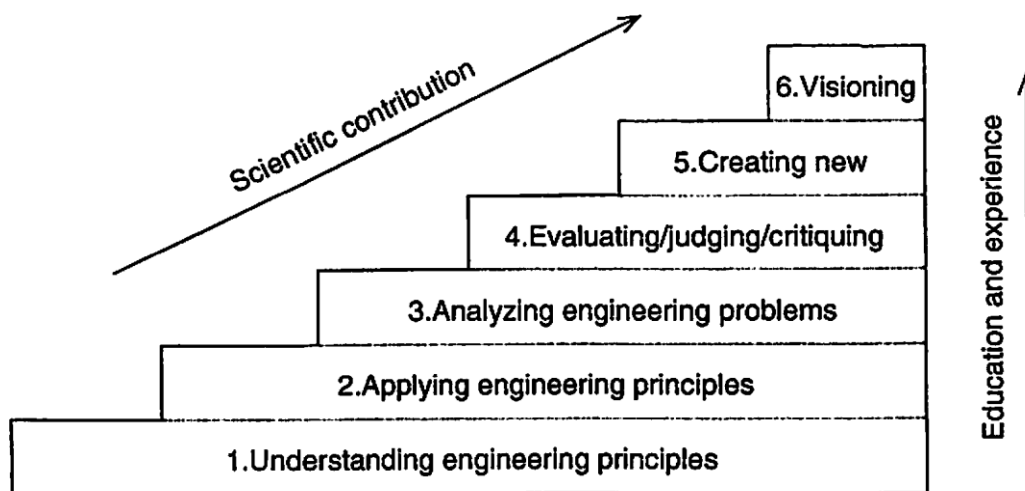 Scientific contribution
6.Visioning
5.Creating new
4.Evaluating/judging/critiquing
3.Analyzing engineering problems
2.Applying engineering principles
1.Understanding engineering principles
Education and experience